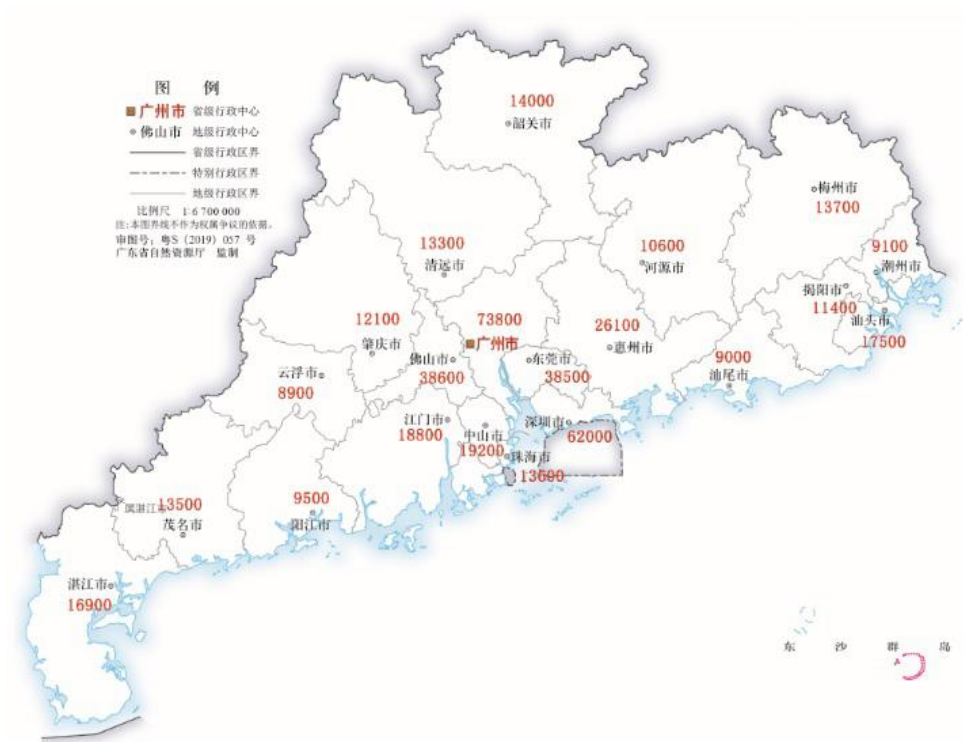 图 例
广州市 省级行政中心
佛山市 地级行政中心
省级行政区界
特别行政区界
地级行政区界
比例尺 1:6 700 000
注:本图界线不作为权属争议的依据。
审图号:粤S (2019) 037 号
广东省自然资源厅 监制
14000
韶关市
梅州市
13700
13300
清远市
10600
河源市
9100
潮州市
揭阳市
11400
汕头市
17500
12100
肇庆市
73800
广州市
26100
惠州市
9000
汕尾市
云浮市
8900
佛山市
38600
东莞市
38500
江门市
18800
中山市
19200
深圳市
62000
珠海市
13600
属湛江市
13500
茂名市
9500
阳江市
湛江市
16900
东 沙 群 岛